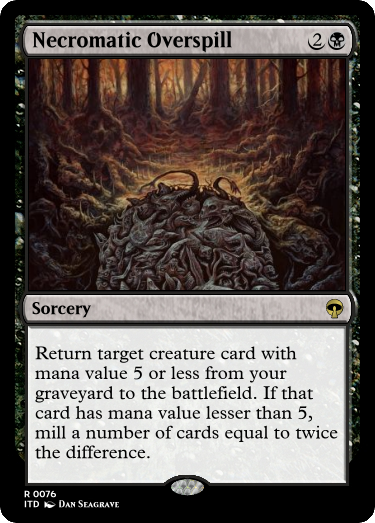 Necromatic Overspill 2
Sorcery
Return target creature card with
mana value 5 or less from your
graveyard to the battlefield. If that
card has mana value lesser than 5,
mill a number of cards equal to twice
the difference.
R 0076
ITD DAN SEAGRAVE